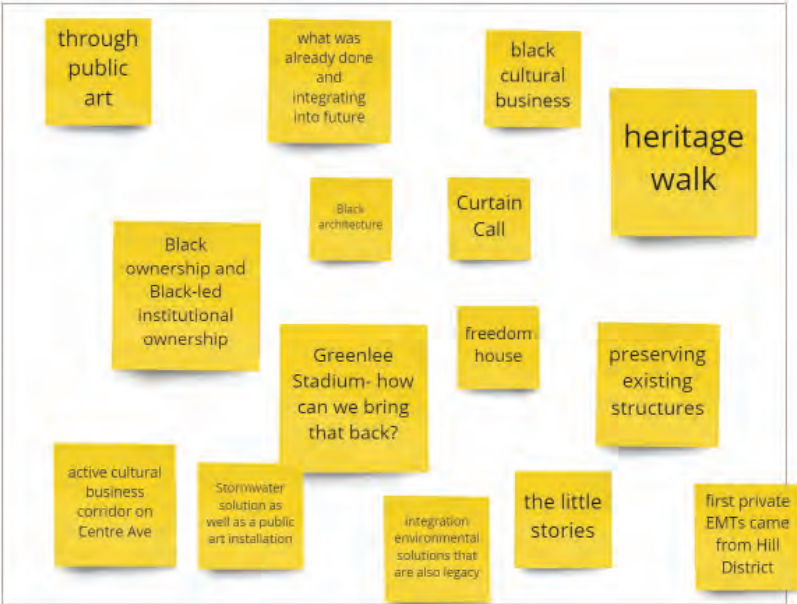 through
public
art
what was
already done
and
integrating
into future
black
cultural
business
heritage
walk
Black
architecture
Curtain
Call
Black
ownership and
Black-led
institutional
ownership
Greenlee
Stadium- how
can we bring
that back?
freedom
house
preserving
existing
structures
active cultural
business
corridor on
Centre Ave
Stormwater
solution as
well as a public
art installation
integration
environmental
solutions that
are also legacy
the little
stories
first private
EMTs came
from Hill
District